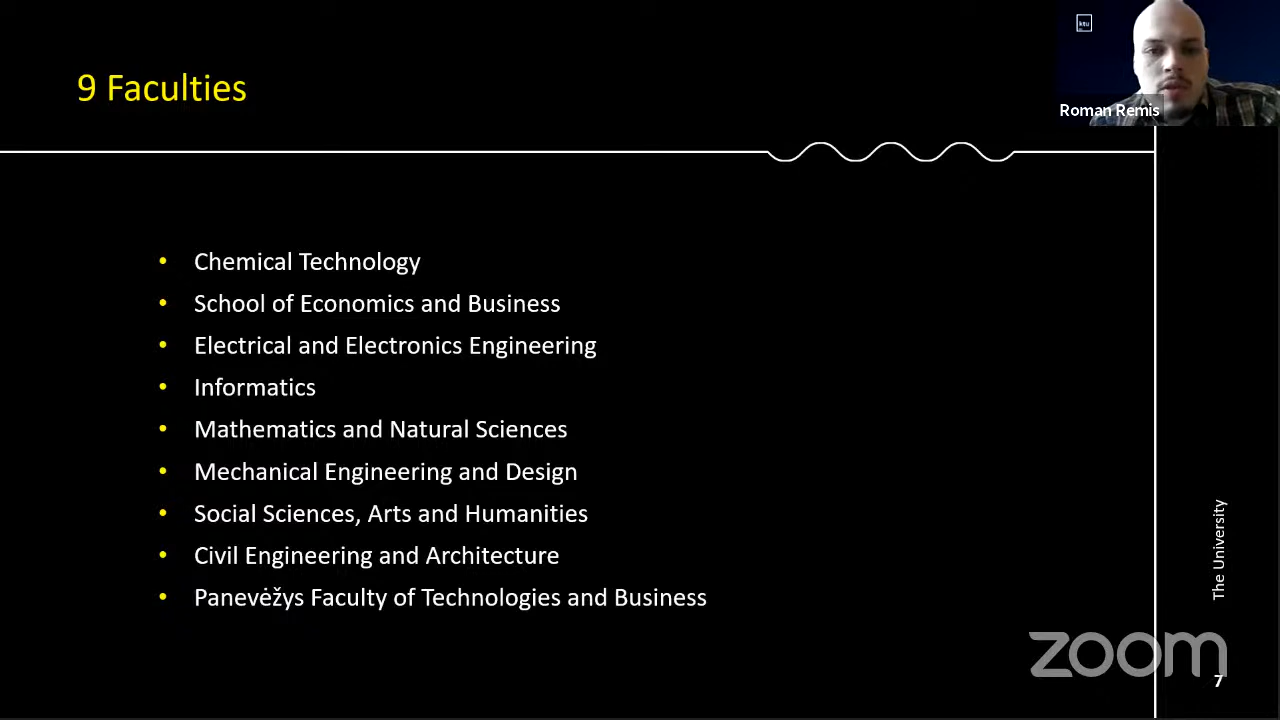 9 Faculties
ktu
Roman Remis
• Chemical Technology
• School of Economics and Business
• Electrical and Electronics Engineering
• Informatics
• Mathematics and Natural Sciences
• Mechanical Engineering and Design
• Social Sciences, Arts and Humanities
• Civil Engineering and Architecture
• Panevėžys Faculty of Technologies and Business
The University
zoom
7